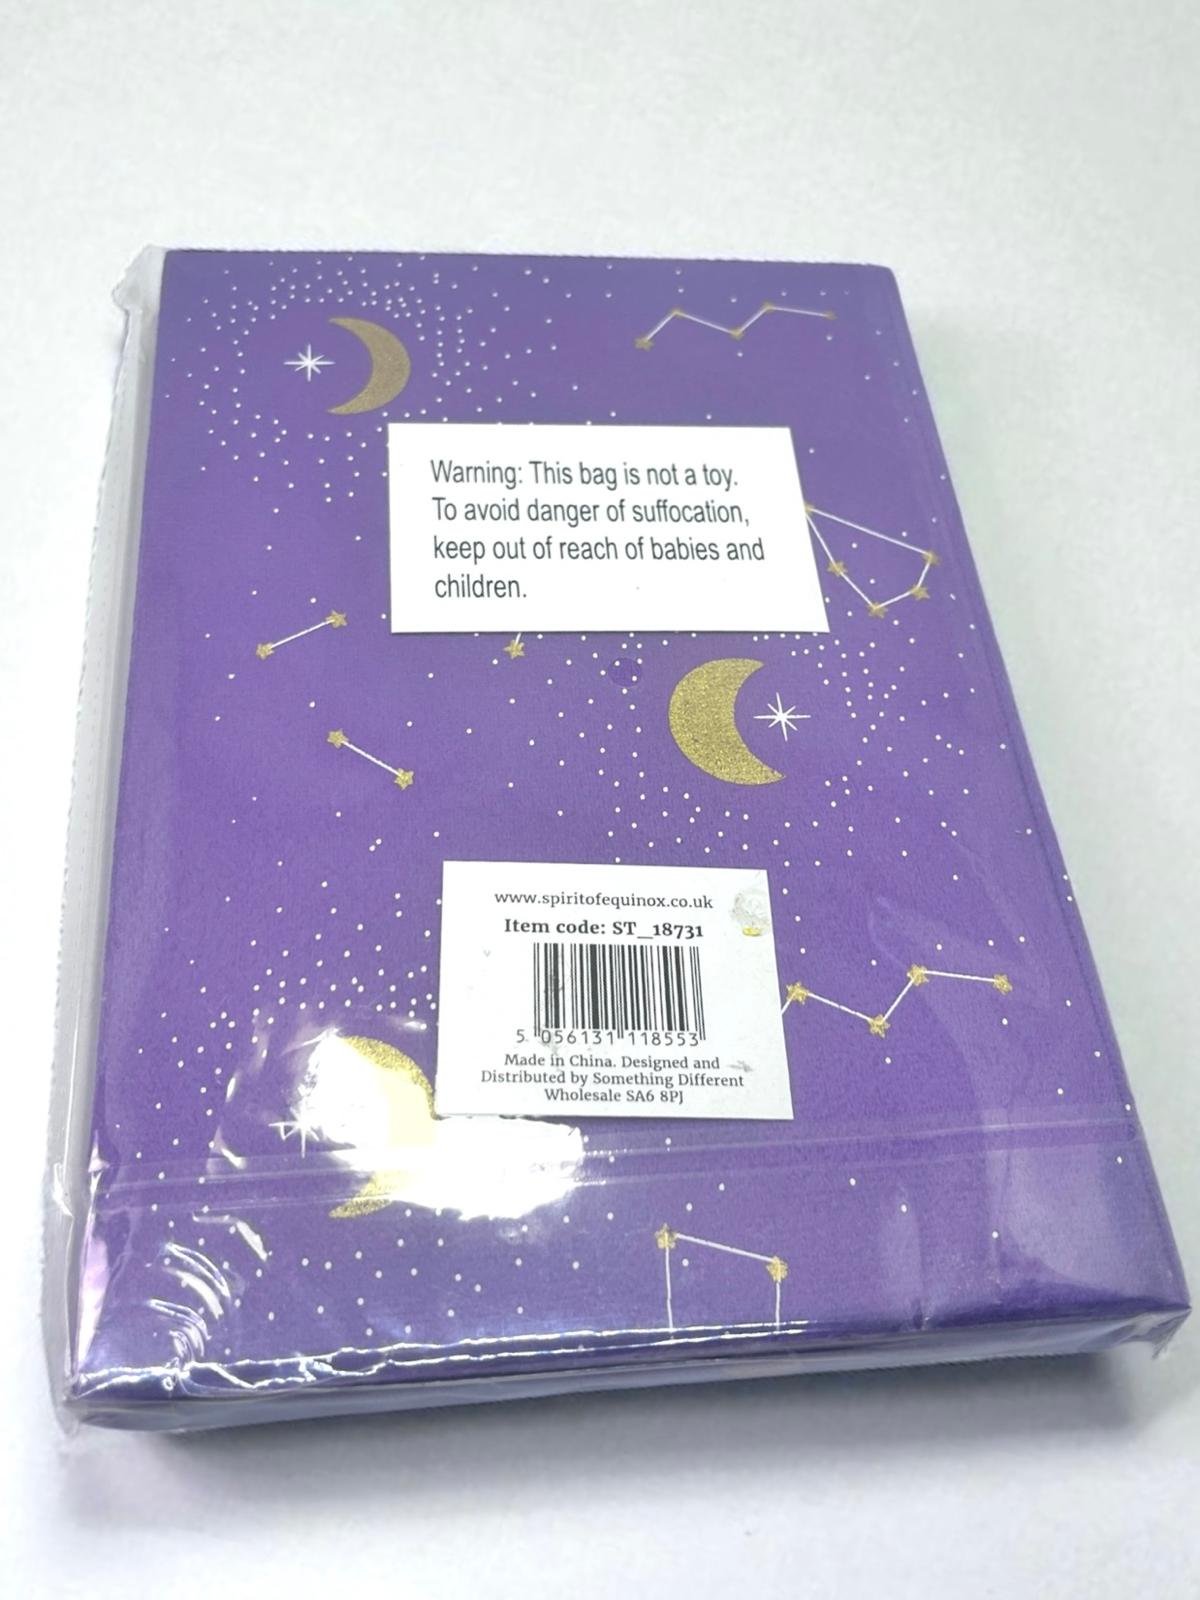 Warning: This bag is not a toy.
To avoid danger of suffocation,
keep out of reach of babies and
children.
www.spiritofequinox.co.uk
Item code: ST_18731
5 056131 118553
Made in China. Designed and
Distributed by Something Different
Wholesale SA6 8PJ